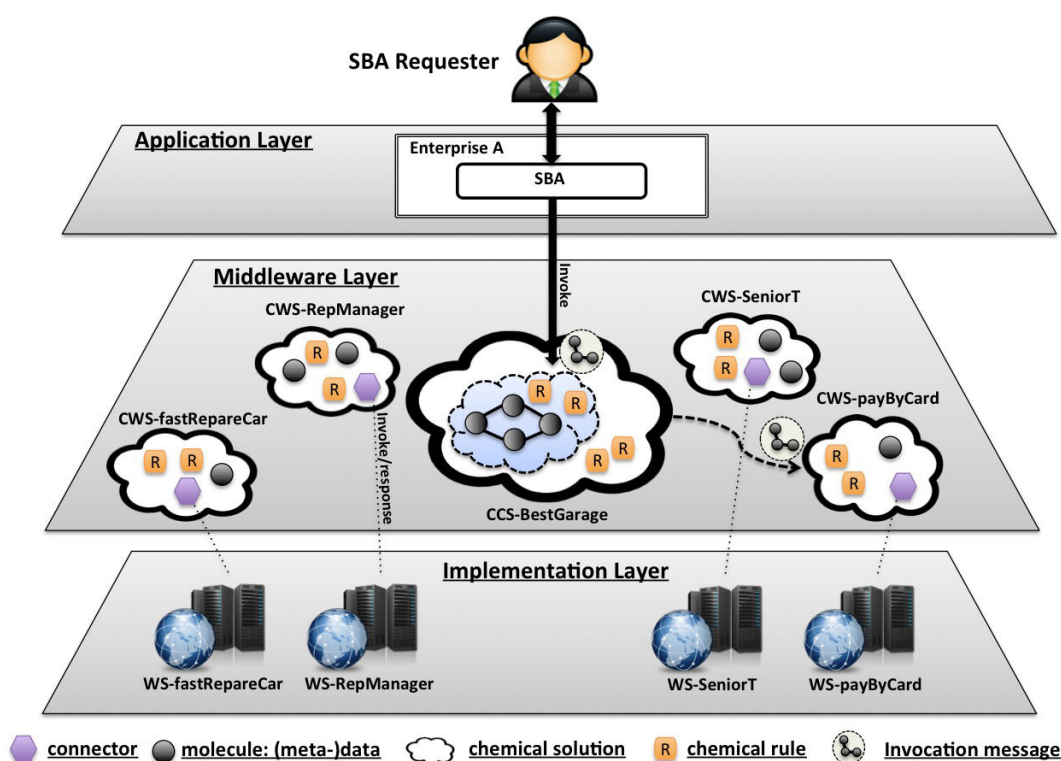 SBA Requester
Application Layer
Enterprise A
SBA
Invoke
Middleware Layer
CWS-RepManager
R
R
CWS-SeniorT
R
R
CWS-fastRepareCar
R
R
Invoke/response
R
R
R
R
CCS-BestGarage
CWS-payByCard
R
R
Implementation Layer
WS-fastRepareCar
WS-RepManager
WS-SeniorT
WS-payByCard
connector
molecule: (meta-)data
chemical solution
R
chemical rule
Invocation message